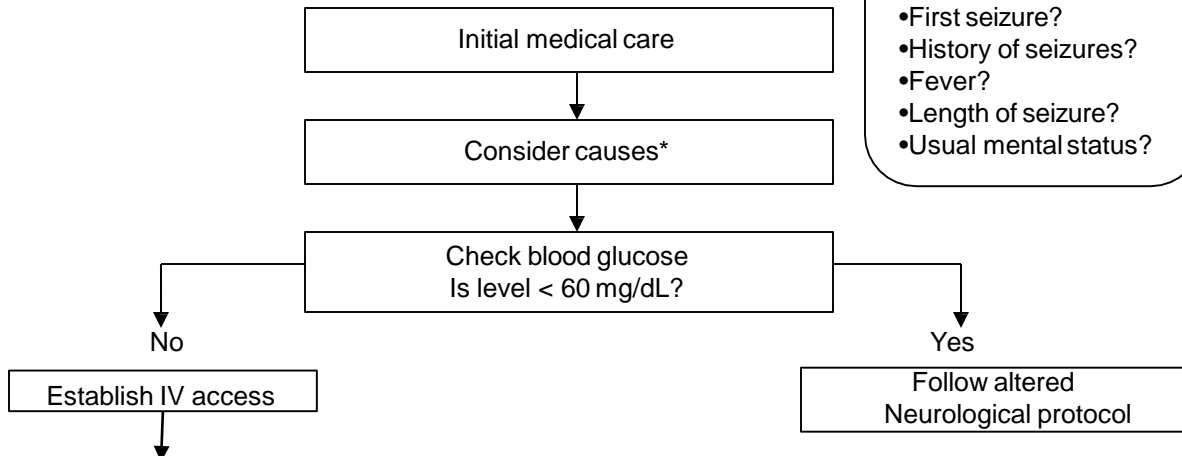 Initial medical care
•First seizure?
•History of seizures?
•Fever?
•Length of seizure?
•Usual mental status?
Consider causes*
Check blood glucose
Is level < 60 mg/dL?
No
Yes
Establish IV access
Follow altered
Neurological protocol